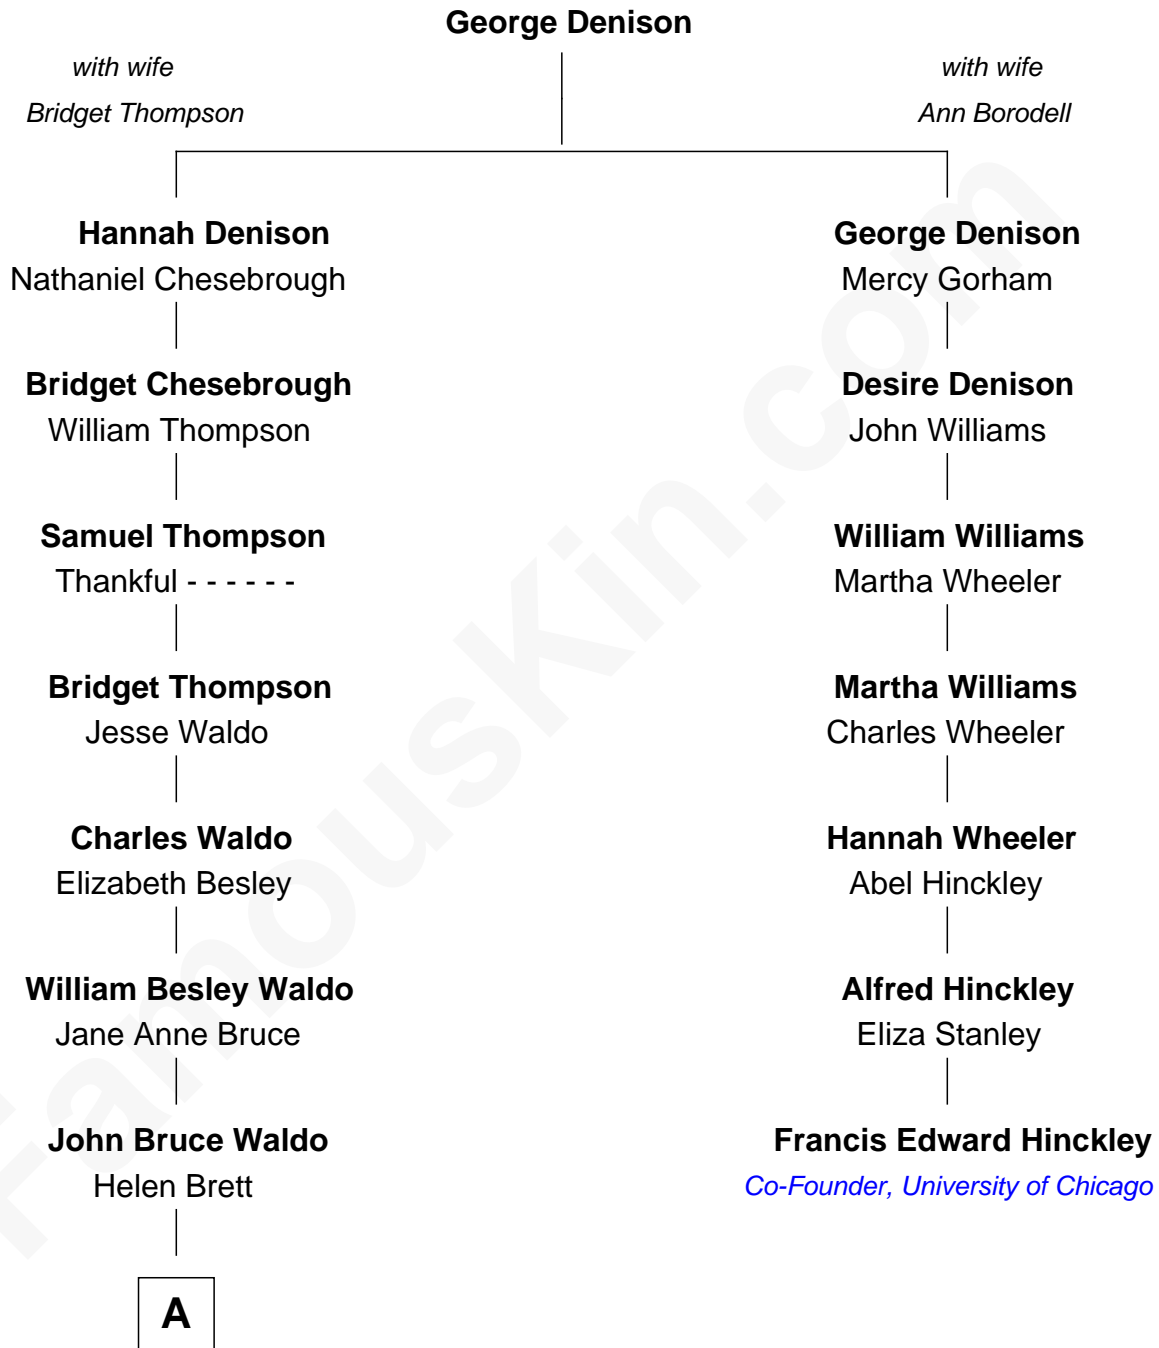 George Denison
with wife
Bridget Thompson
with wife
Ann Borodell
Hannah Denison
Nathaniel Chesebrough
George Denison
Mercy Gorham
Bridget Chesebrough
William Thompson
Desire Denison
John Williams
Samuel Thompson
Thankful - - - - - -
William Williams
Martha Wheeler
Bridget Thompson
Jesse Waldo
Martha Williams
Charles Wheeler
Charles Waldo
Elizabeth Besley
Hannah Wheeler
Abel Hinckley
William Besley Waldo
Jane Anne Bruce
Alfred Hinckley
Eliza Stanley
John Bruce Waldo
Helen Brett
Francis Edward Hinckley
Co-Founder, University of Chicago
A
FamousKin.com